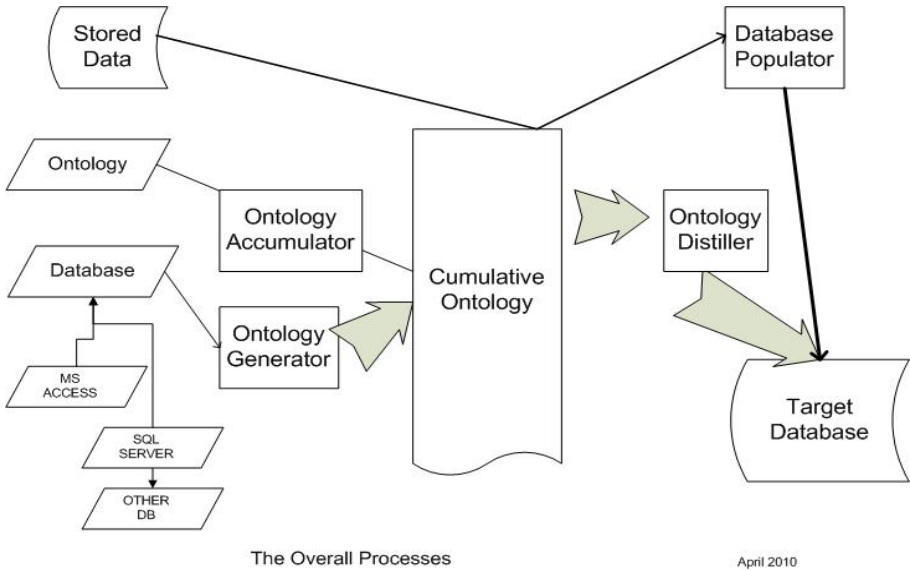 Stored
Data
Database
Populator
Ontology
Ontology
Accumulator
Ontology
Distiller
Database
Cumulative
Ontology
Ontology
Generator
MS
ACCESS
Target
Database
SQL
SERVER
OTHER
DB
The Overall Processes
April 2010